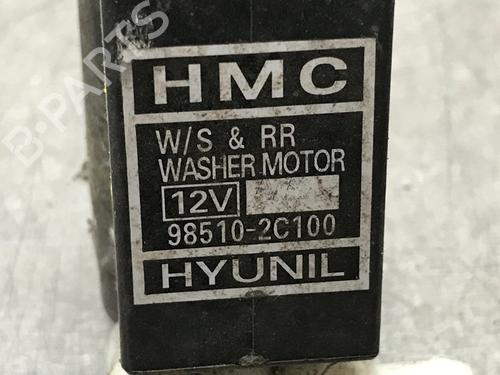 HMC
W/S & RR
WASHER MOTOR
12V
98510-2C100
HYUNIL
B-PARTS